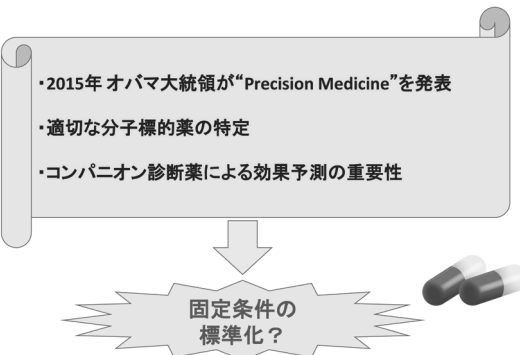 ・2015年 オバマ大統領が“Precision Medicine”を発表
・適切な分子標的薬の特定
・コンパニオン診断薬による効果予測の重要性
固定条件の
標準化？